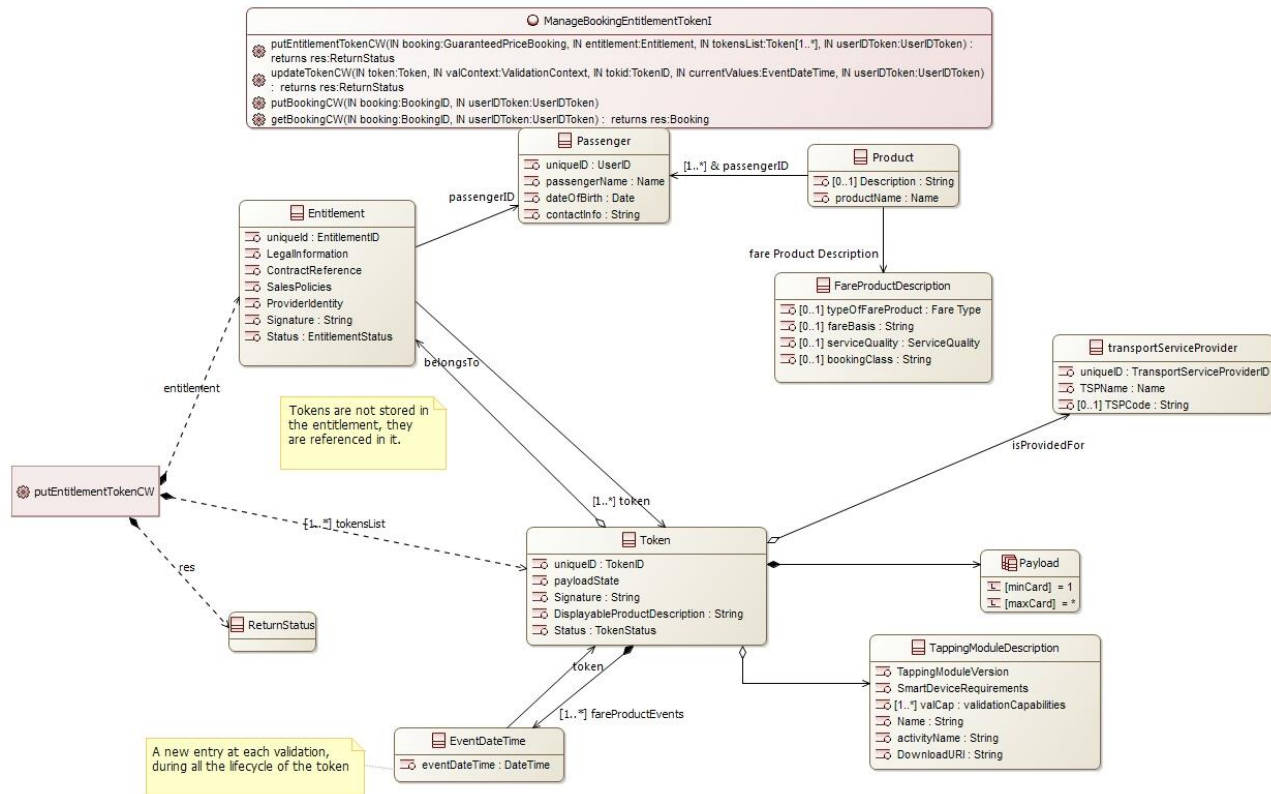 ManageBookingEntitlementTokenI
putEntitlementTokenCW(IN booking:GuaranteedPriceBooking, IN entitlement:Entitlement, IN tokensList:Token[1..*], IN userIDToken:UserIDToken) :
returns res:ReturnStatus
updateTokenCW(IN token:Token, IN valContext:ValidationContext, IN tokid:TokenID, IN currentValues:EventDateTime, IN userIDToken:UserIDToken)
: returns res:ReturnStatus
putBookingCW(IN booking:BookingID, IN userIDToken:UserIDToken)
getBookingCW(IN booking:BookingID, IN userIDToken:UserIDToken) : returns res:Booking
Passenger
uniqueID : UserID
passengerName : Name
dateOfBirth : Date
contactInfo : String
[1..*] & passengerID
Product
[0..1] Description : String
productName : Name
passengerID
Entitlement
uniqueId : EntitlementID
LegalInformation
ContractReference
SalesPolicies
ProviderIdentity
Signature : String
Status : EntitlementStatus
fare Product Description
FareProductDescription
[0..1] typeOfFareProduct : Fare Type
[0..1] fareBasis : String
[0..1] serviceQuality : ServiceQuality
[0..1] bookingClass : String
transportServiceProvider
uniqueID : TransportServiceProviderID
TSPName : Name
[0..1] TSPCode : String
belongsTo
entitlement
Tokens are not stored in
the entitlement, they
are referenced in it.
isProvidedFor
putEntitlementTokenCW
[1..*] token
[1..*] tokensList
res
Token
uniqueID : TokenID
payloadState
Signature : String
DisplayableProductDescription : String
Status : TokenStatus
Payload
[minCard] = 1
[maxCard] = *
ReturnStatus
TappingModuleDescription
TappingModuleVersion
SmartDeviceRequirements
[1..*] valCap : validationCapabilities
Name : String
activityName : String
DownloadURI : String
token
[1..*] fareProductEvents
EventDateTime
eventDateTime : DateTime
A new entry at each validation,
during all the lifecycle of the token